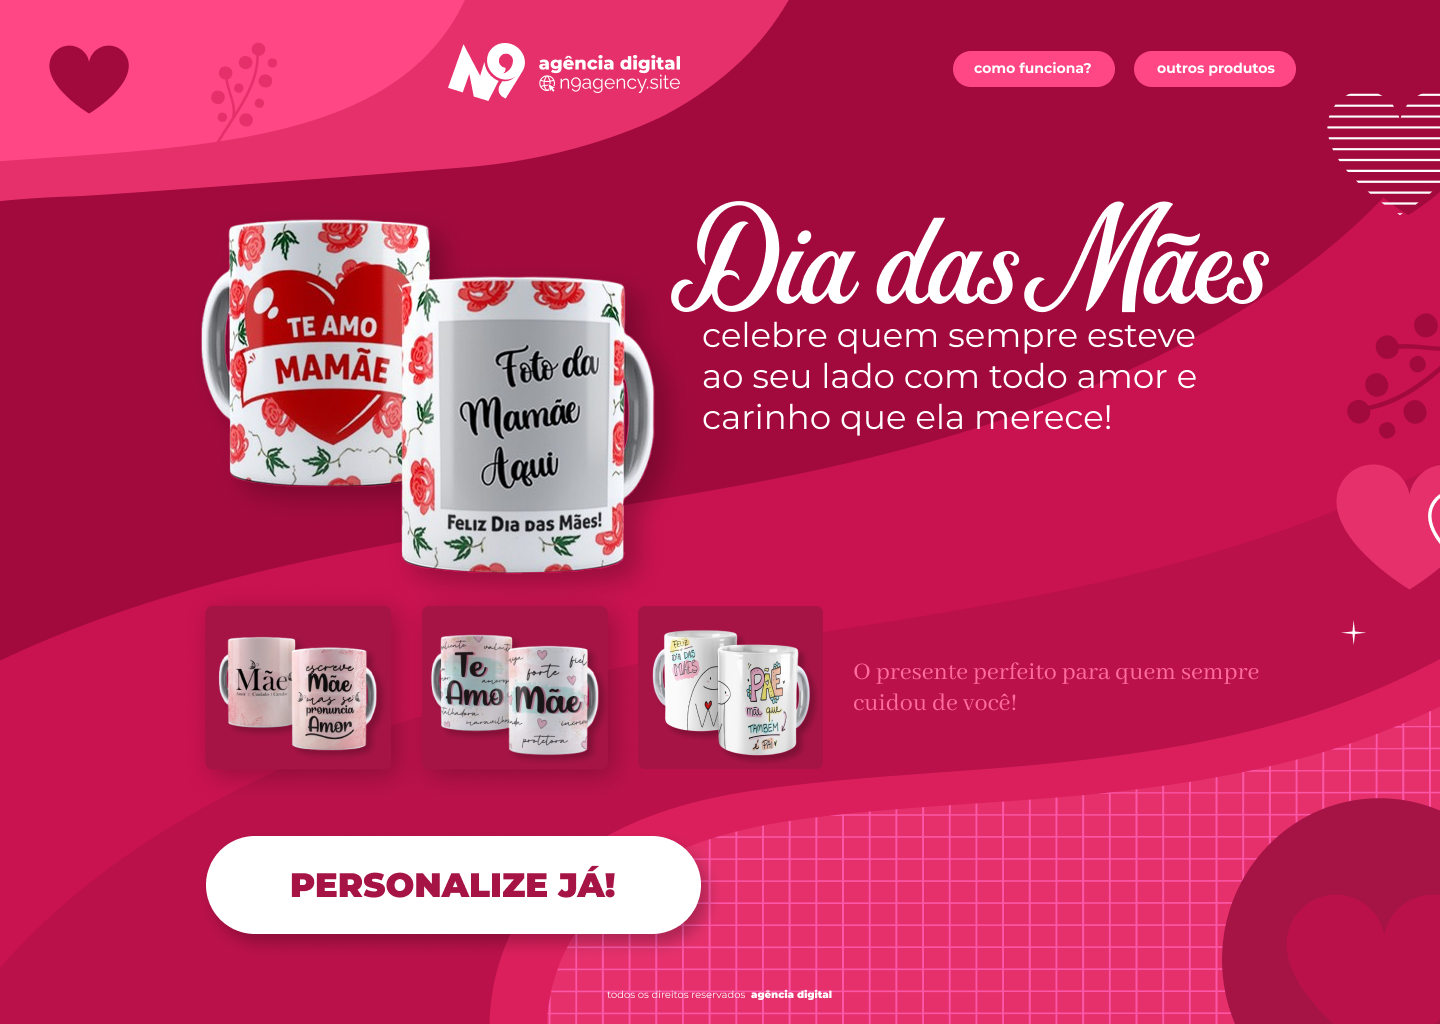 N9 agência digital
n9agency.site
como funciona?
outros produtos
Dia das Mães
celebre quem sempre esteve
ao seu lado com todo amor e
carinho que ela merece!
TE AMO
MAMÃE
Foto da
Mamãe
Aqui
FELIZ DIA DAS MÃES!
Mãe
escreve
Mãe
mas se
pronuncia
Amor
Te
Amo
forte
Mãe
protetora
FELIZ
DIA DAS
MÃES
PÃE
mãe que
TAMBÉM
é PAI
O presente perfeito para quem sempre
cuidou de você!
PERSONALIZE JÁ!
todos os direitos reservados agência digital